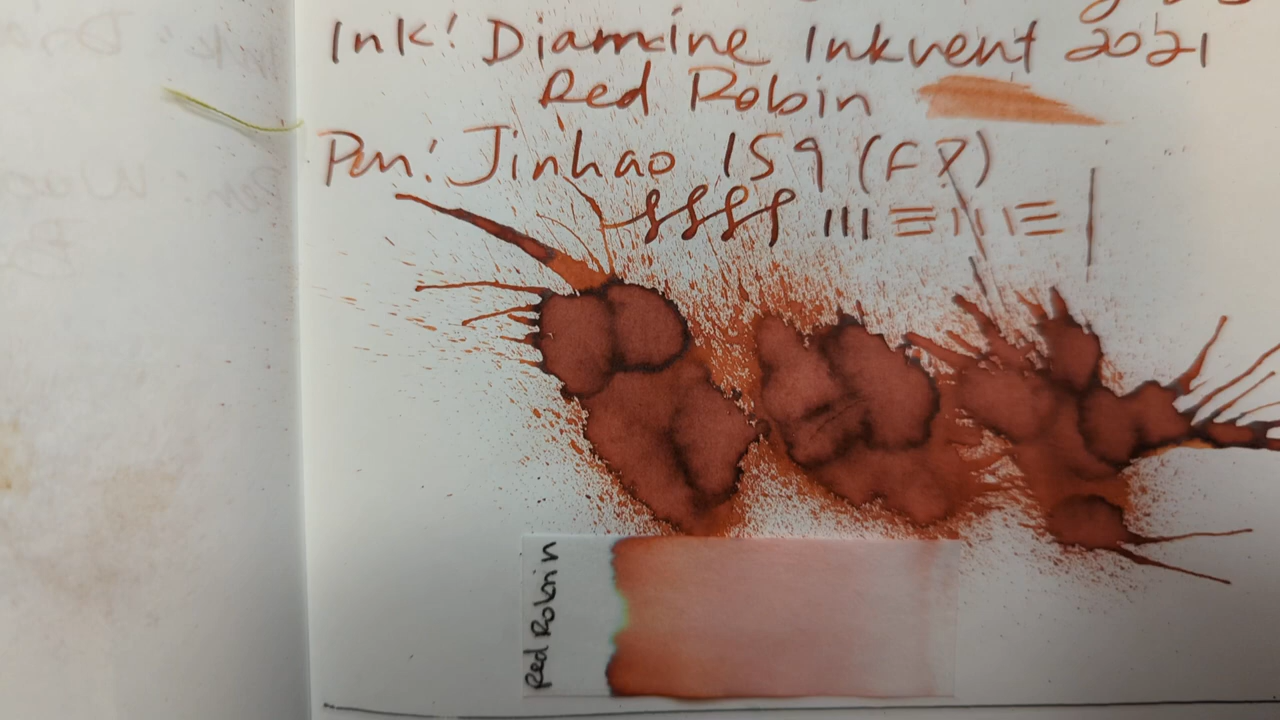 Ink: Diamine Inkvent 2021
Red Robin
Pen: Jinhao 159 (F?)
Red Robin